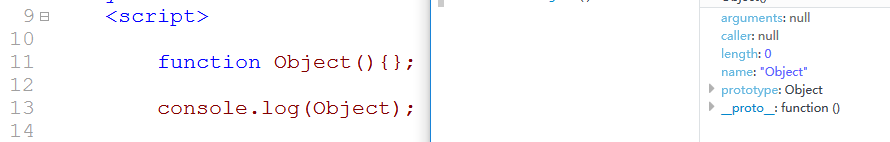 9 <script>
10
11 function Object(){};
12
13 console.log(Object);
14
arguments: null
caller: null
length: 0
name: "Object"
prototype: Object
__proto__: function ()